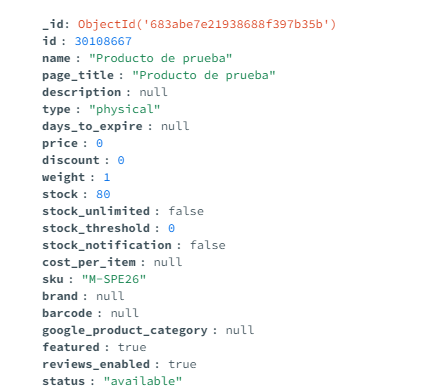 _id: ObjectId('683abe7e21938688f397b35b')
id : 30108667
name : "Producto de prueba"
page_title : "Producto de prueba"
description : null
type : "physical"
days_to_expire : null
price : 0
discount : 0
weight : 1
stock : 80
stock_unlimited : false
stock_threshold : 0
stock_notification : false
cost_per_item : null
sku : "M-SPE26"
brand : null
barcode : null
google_product_category : null
featured : true
reviews_enabled : true
status : "available"